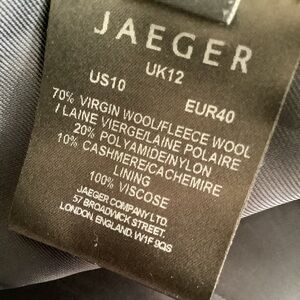 JAEGER
UK12
US10 EUR40
70% VIRGIN WOOL/FLEECE WOOL
/ LAINE VIERGE/LAINE POLAIRE
20% POLYAMIDE/NYLON
10% CASHMERE/CACHEMIRE
LINING
100% VISCOSE
JAEGER COMPANY LTD.
57 BROADWICK STREET.
LONDON, ENGLAND, W1F 9QS